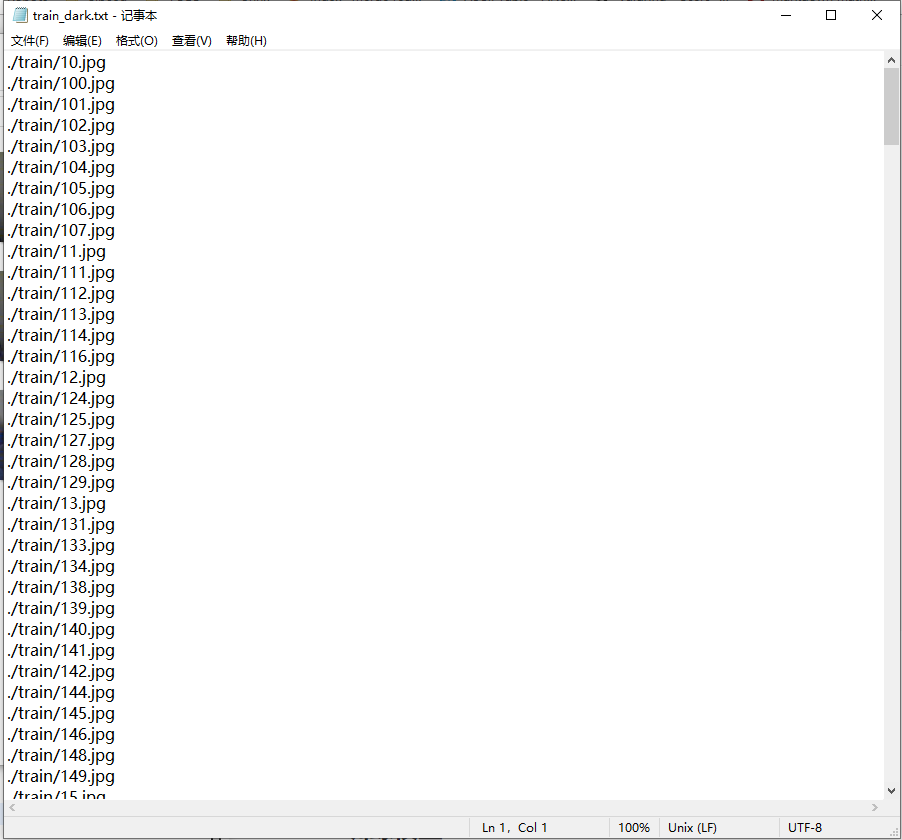 train_dark.txt - 记事本
文件(F) 编辑(E) 格式(O) 查看(V) 帮助(H)
./train/10.jpg
./train/100.jpg
./train/101.jpg
./train/102.jpg
./train/103.jpg
./train/104.jpg
./train/105.jpg
./train/106.jpg
./train/107.jpg
./train/11.jpg
./train/111.jpg
./train/112.jpg
./train/113.jpg
./train/114.jpg
./train/116.jpg
./train/12.jpg
./train/124.jpg
./train/125.jpg
./train/127.jpg
./train/128.jpg
./train/129.jpg
./train/13.jpg
./train/131.jpg
./train/133.jpg
./train/134.jpg
./train/138.jpg
./train/139.jpg
./train/140.jpg
./train/141.jpg
./train/142.jpg
./train/144.jpg
./train/145.jpg
./train/146.jpg
./train/148.jpg
./train/149.jpg
./train/15.jpg
Ln 1, Col 1 100% Unix (LF) UTF-8